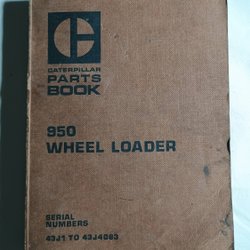 CATERPILLAR
PARTS
BOOK
950
WHEEL LOADER
SERIAL
NUMBERS
43J1 TO 43J4083